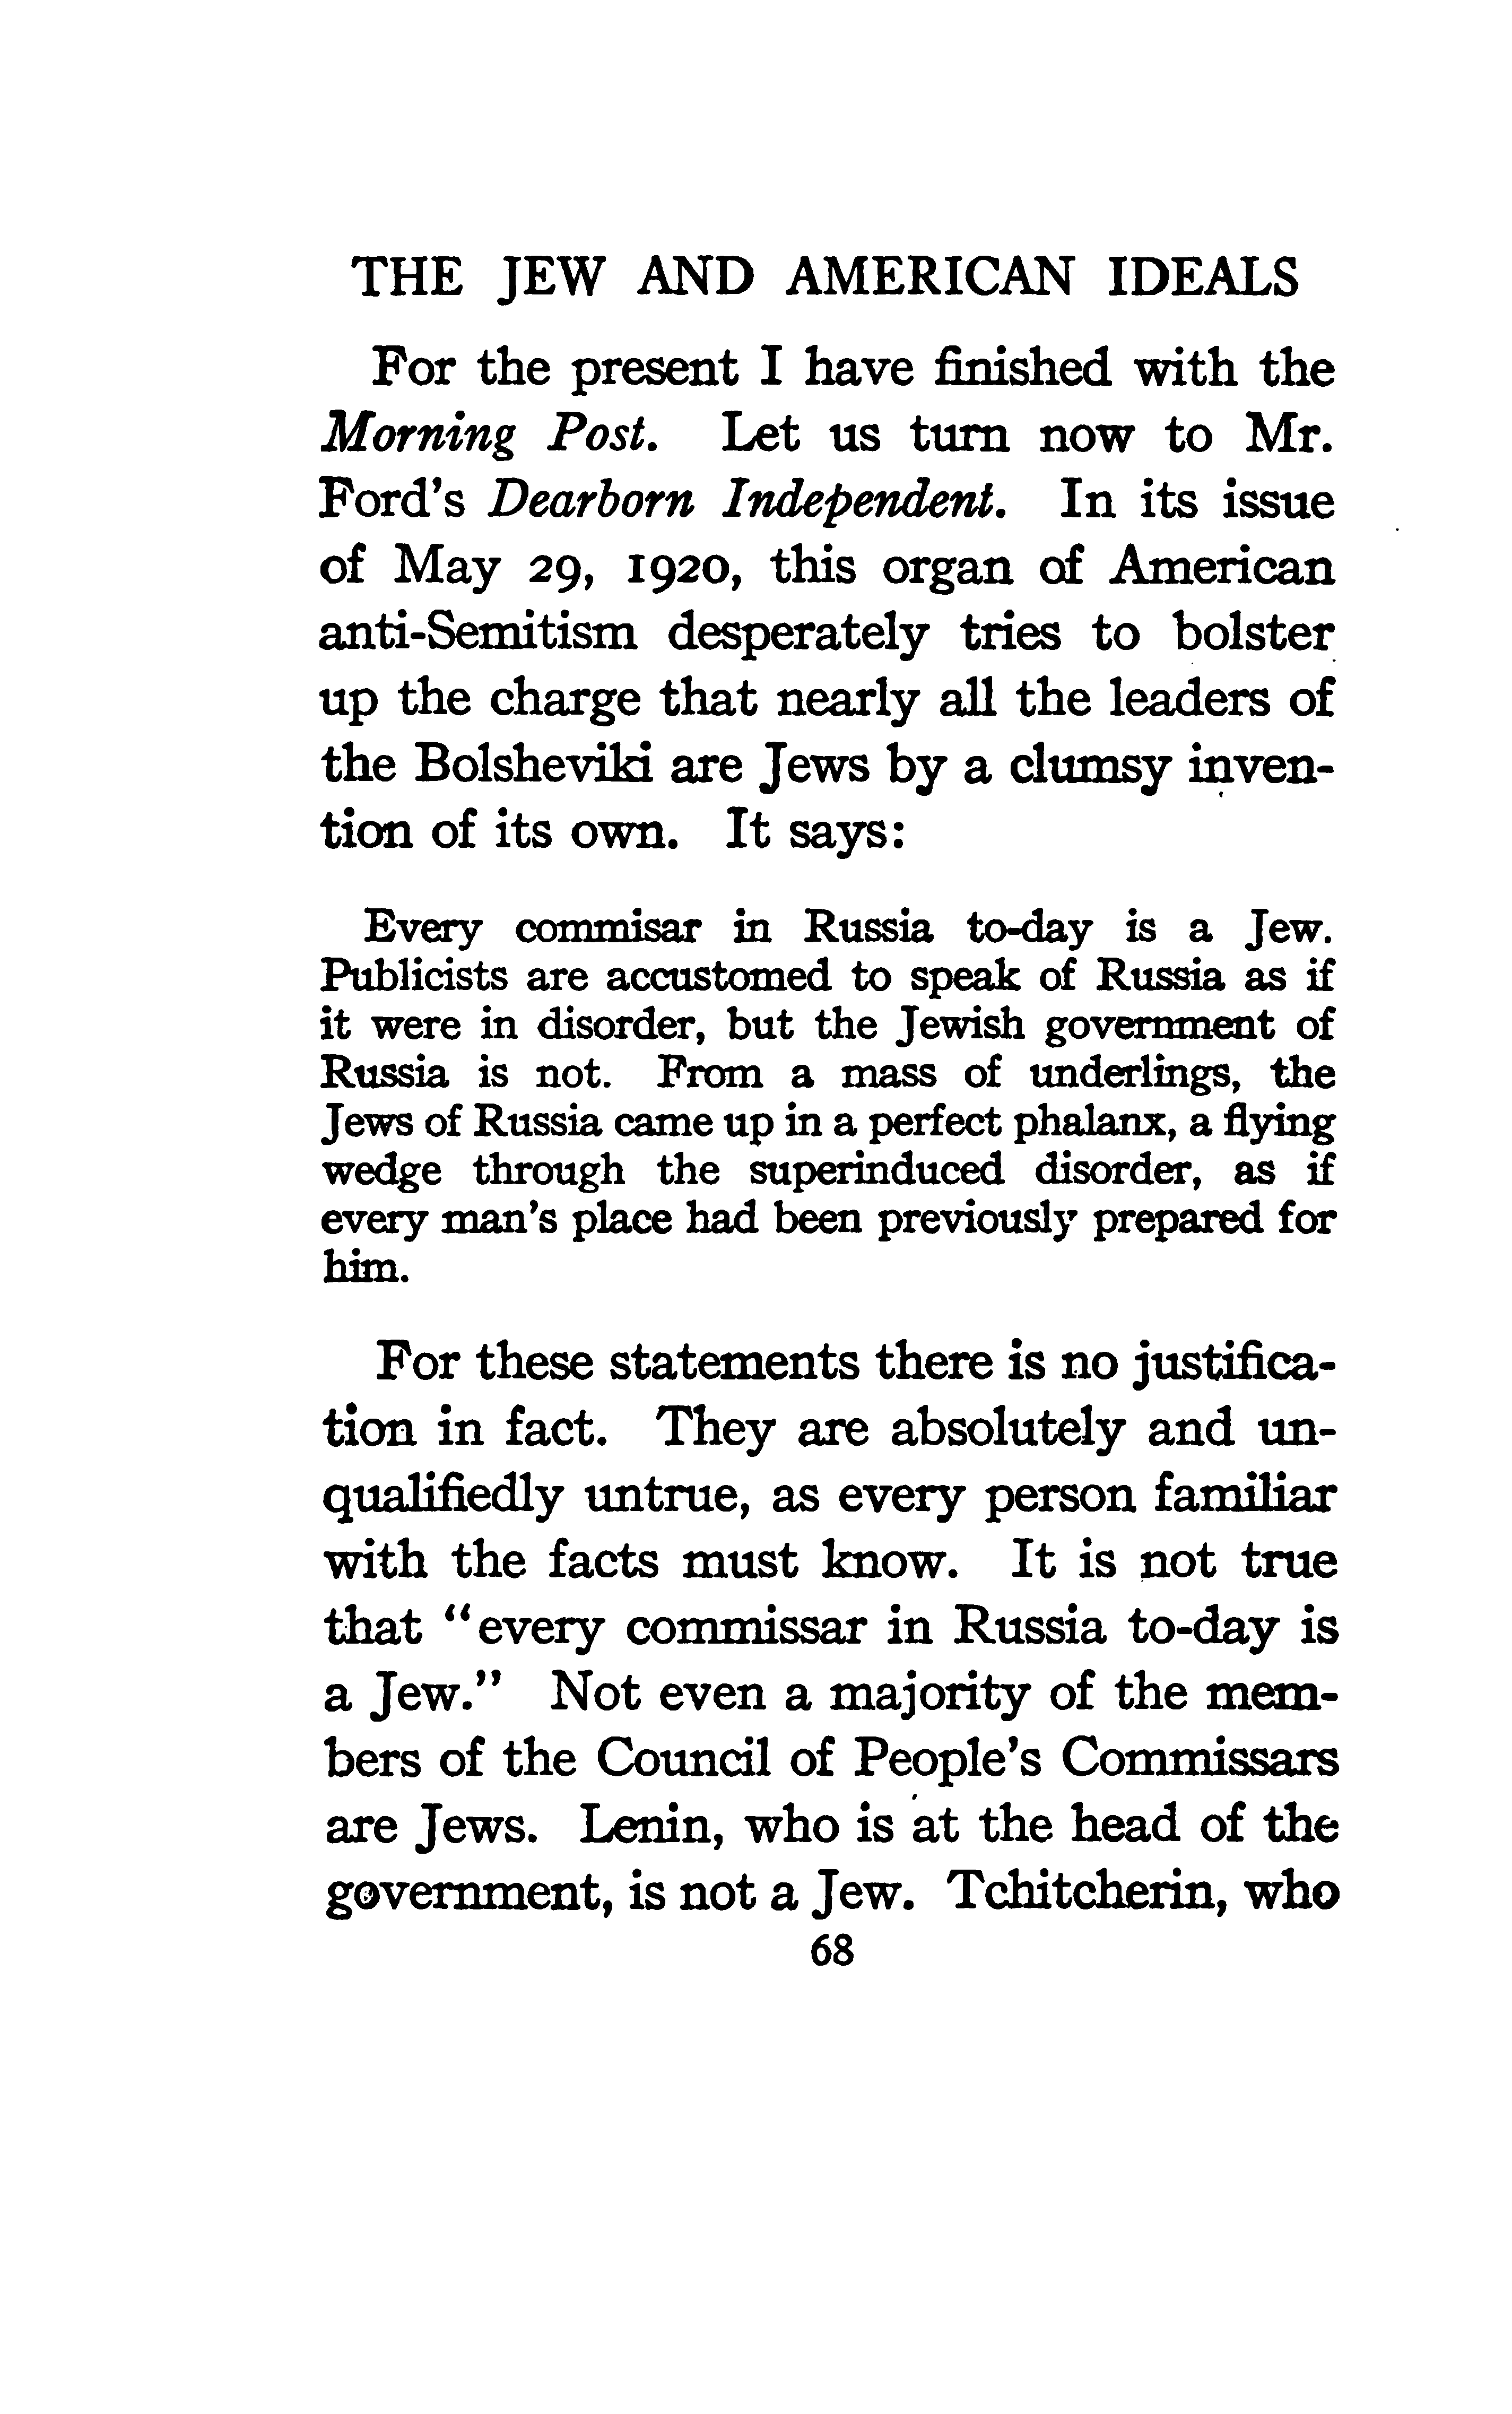 THE JEW AND AMERICAN IDEALS
For the present I have finished with the
Morning Post. Let us turn now to Mr.
Ford's Dearborn Independent. In its issue
of May 29, 1920, this organ of American
anti-Semitism desperately tries to bolster
up the charge that nearly all the leaders of
the Bolsheviki are Jews by a clumsy inven-
tion of its own. It says:
Every commisar in Russia to-day is a Jew.
Publicists are accustomed to speak of Russia as if
it were in disorder, but the Jewish government of
Russia is not. From a mass of underlings, the
Jews of Russia came up in a perfect phalanx, a flying
wedge through the superinduced disorder, as if
every man's place had been previously prepared for
him.
For these statements there is no justifica-
tion in fact. They are absolutely and un-
qualifiedly untrue, as every person familiar
with the facts must know. It is not true
that "every commissar in Russia to-day is
a Jew." Not even a majority of the mem-
bers of the Council of People's Commissars
are Jews. Lenin, who is at the head of the
government, is not a Jew. Tchitcherin, who
68